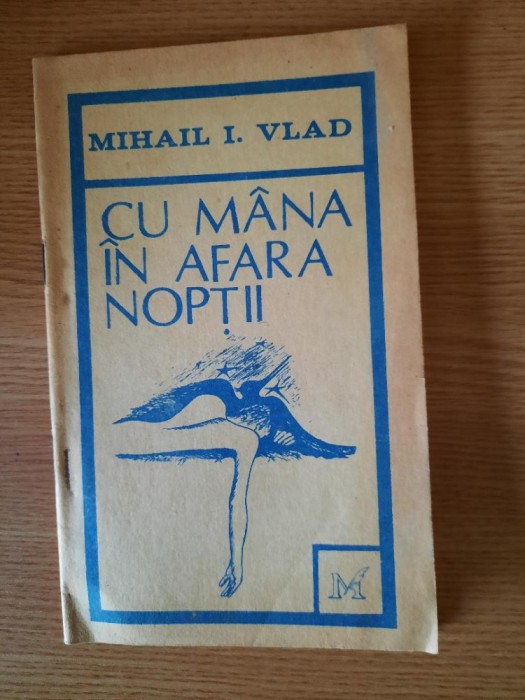 MIHAIL I. VLAD
CU MÂNA
ÎN AFARA
NOPȚII
M